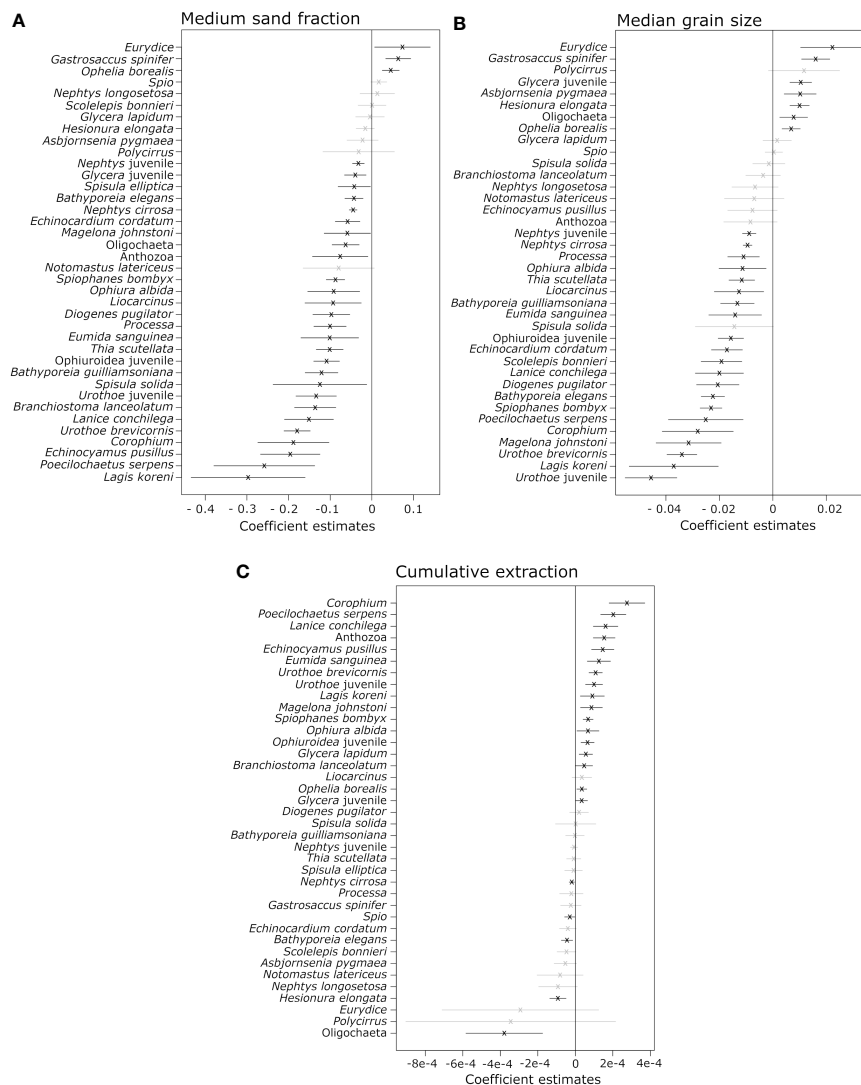 A
Medium sand fraction
Eurydice
Gastrosaccus spinifer
Ophelia borealis
Spio
Nephtys longosetosa
Scolelepis bonnieri
Glycera lapidum
Hesionura elongata
Asbjornsenia pygmaea
Polycirrus
Nephtys juvenile
Glycera juvenile
Spisula elliptica
Bathyporeia elegans
Nephtys cirrosa
Echinocardium cordatum
Magelona johnstoni
Oligochaeta
Anthozoa
Notomastus latericeus
Spiophanes bombyx
Ophiura albida
Liocarcinus
Diogenes pugilator
Processa
Eumida sanguinea
Thia scutellata
Ophiuroidea juvenile
Bathyporeia guilliamsoniana
Spisula solida
Urothoe juvenile
Branchiostoma lanceolatum
Lanice conchilega
Urothoe brevicornis
Corophium
Echinocyamus pusillus
Poecilochaetus serpens
Lagis koreni
- 0.4 - 0.3 - 0.2 - 0.1 0 0.1
Coefficient estimates
B
Median grain size
Eurydice
Gastrosaccus spinifer
Polycirrus
Glycera juvenile
Asbjornsenia pygmaea
Hesionura elongata
Oligochaeta
Ophelia borealis
Glycera lapidum
Spio
Spisula solida
Branchiostoma lanceolatum
Nephtys longosetosa
Notomastus latericeus
Echinocyamus pusillus
Anthozoa
Nephtys juvenile
Nephtys cirrosa
Processa
Ophiura albida
Thia scutellata
Liocarcinus
Bathyporeia guilliamsoniana
Eumida sanguinea
Spisula solida
Ophiuroidea juvenile
Echinocardium cordatum
Scolelepis bonnieri
Lanice conchilega
Diogenes pugilator
Bathyporeia elegans
Spiophanes bombyx
Poecilochaetus serpens
Corophium
Magelona johnstoni
Urothoe brevicornis
Lagis koreni
Urothoe juvenile
- 0.04 - 0.02 0 0.02
Coefficient estimates
C
Cumulative extraction
Corophium
Poecilochaetus serpens
Lanice conchilega
Anthozoa
Echinocyamus pusillus
Eumida sanguinea
Urothoe brevicornis
Urothoe juvenile
Lagis koreni
Magelona johnstoni
Spiophanes bombyx
Ophiura albida
Ophiuroidea juvenile
Glycera lapidum
Branchiostoma lanceolatum
Liocarcinus
Ophelia borealis
Glycera juvenile
Diogenes pugilator
Spisula solida
Bathyporeia guilliamsoniana
Nephtys juvenile
Thia scutellata
Spisula elliptica
Nephtys cirrosa
Processa
Gastrosaccus spinifer
Spio
Echinocardium cordatum
Bathyporeia elegans
Scolelepis bonnieri
Asbjornsenia pygmaea
Notomastus latericeus
Nephtys longosetosa
Hesionura elongata
Eurydice
Polycirrus
Oligochaeta
-8e-4 -6e-4 -4e-4 -2e-4 0 2e-4 4e-4
Coefficient estimates